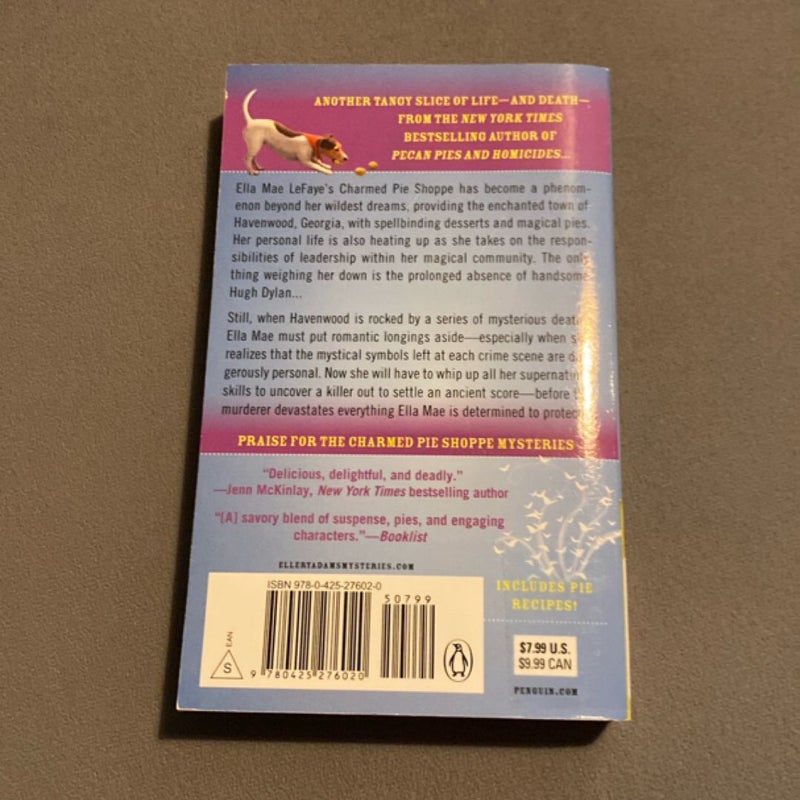 ANOTHER TANGY SLICE OF LIFE—AND DEATH—
FROM THE NEW YORK TIMES
BESTSELLING AUTHOR OF
PECAN PIES AND HOMICIDES...
Ella Mae LeFaye's Charmed Pie Shoppe has become a phenom-
enon beyond her wildest dreams, providing the enchanted town of
Havenwood, Georgia, with spellbinding desserts and magical pies.
Her personal life is also heating up as she takes on the respon-
sibilities of leadership within her magical community. The only
thing weighing her down is the prolonged absence of handsome
Hugh Dylan...
Still, when Havenwood is rocked by a series of mysterious
Ella Mae must put romantic longings aside—especially when
realizes that the mystical symbols left at each crime scene are
gerously personal. Now she will have to whip up all her
skills to uncover a killer out to settle an ancient score—before
murderer devastates everything Ella Mae is determined to
PRAISE FOR THE CHARMED PIE SHOPPE MYSTERIES
"Delicious, delightful, and deadly."
—Jenn McKinlay, New York Times bestselling author
"[A] savory blend of suspense, pies, and engaging
characters."—Booklist
ELLERYADAMSMYSTERIES.COM
ISBN 978-0-425-27602-0
50799
EAN
S
9 780425 276020
INCLUDES PIE
RECIPES!
$7.99 U.S.
$9.99 CAN
PENGUIN.COM